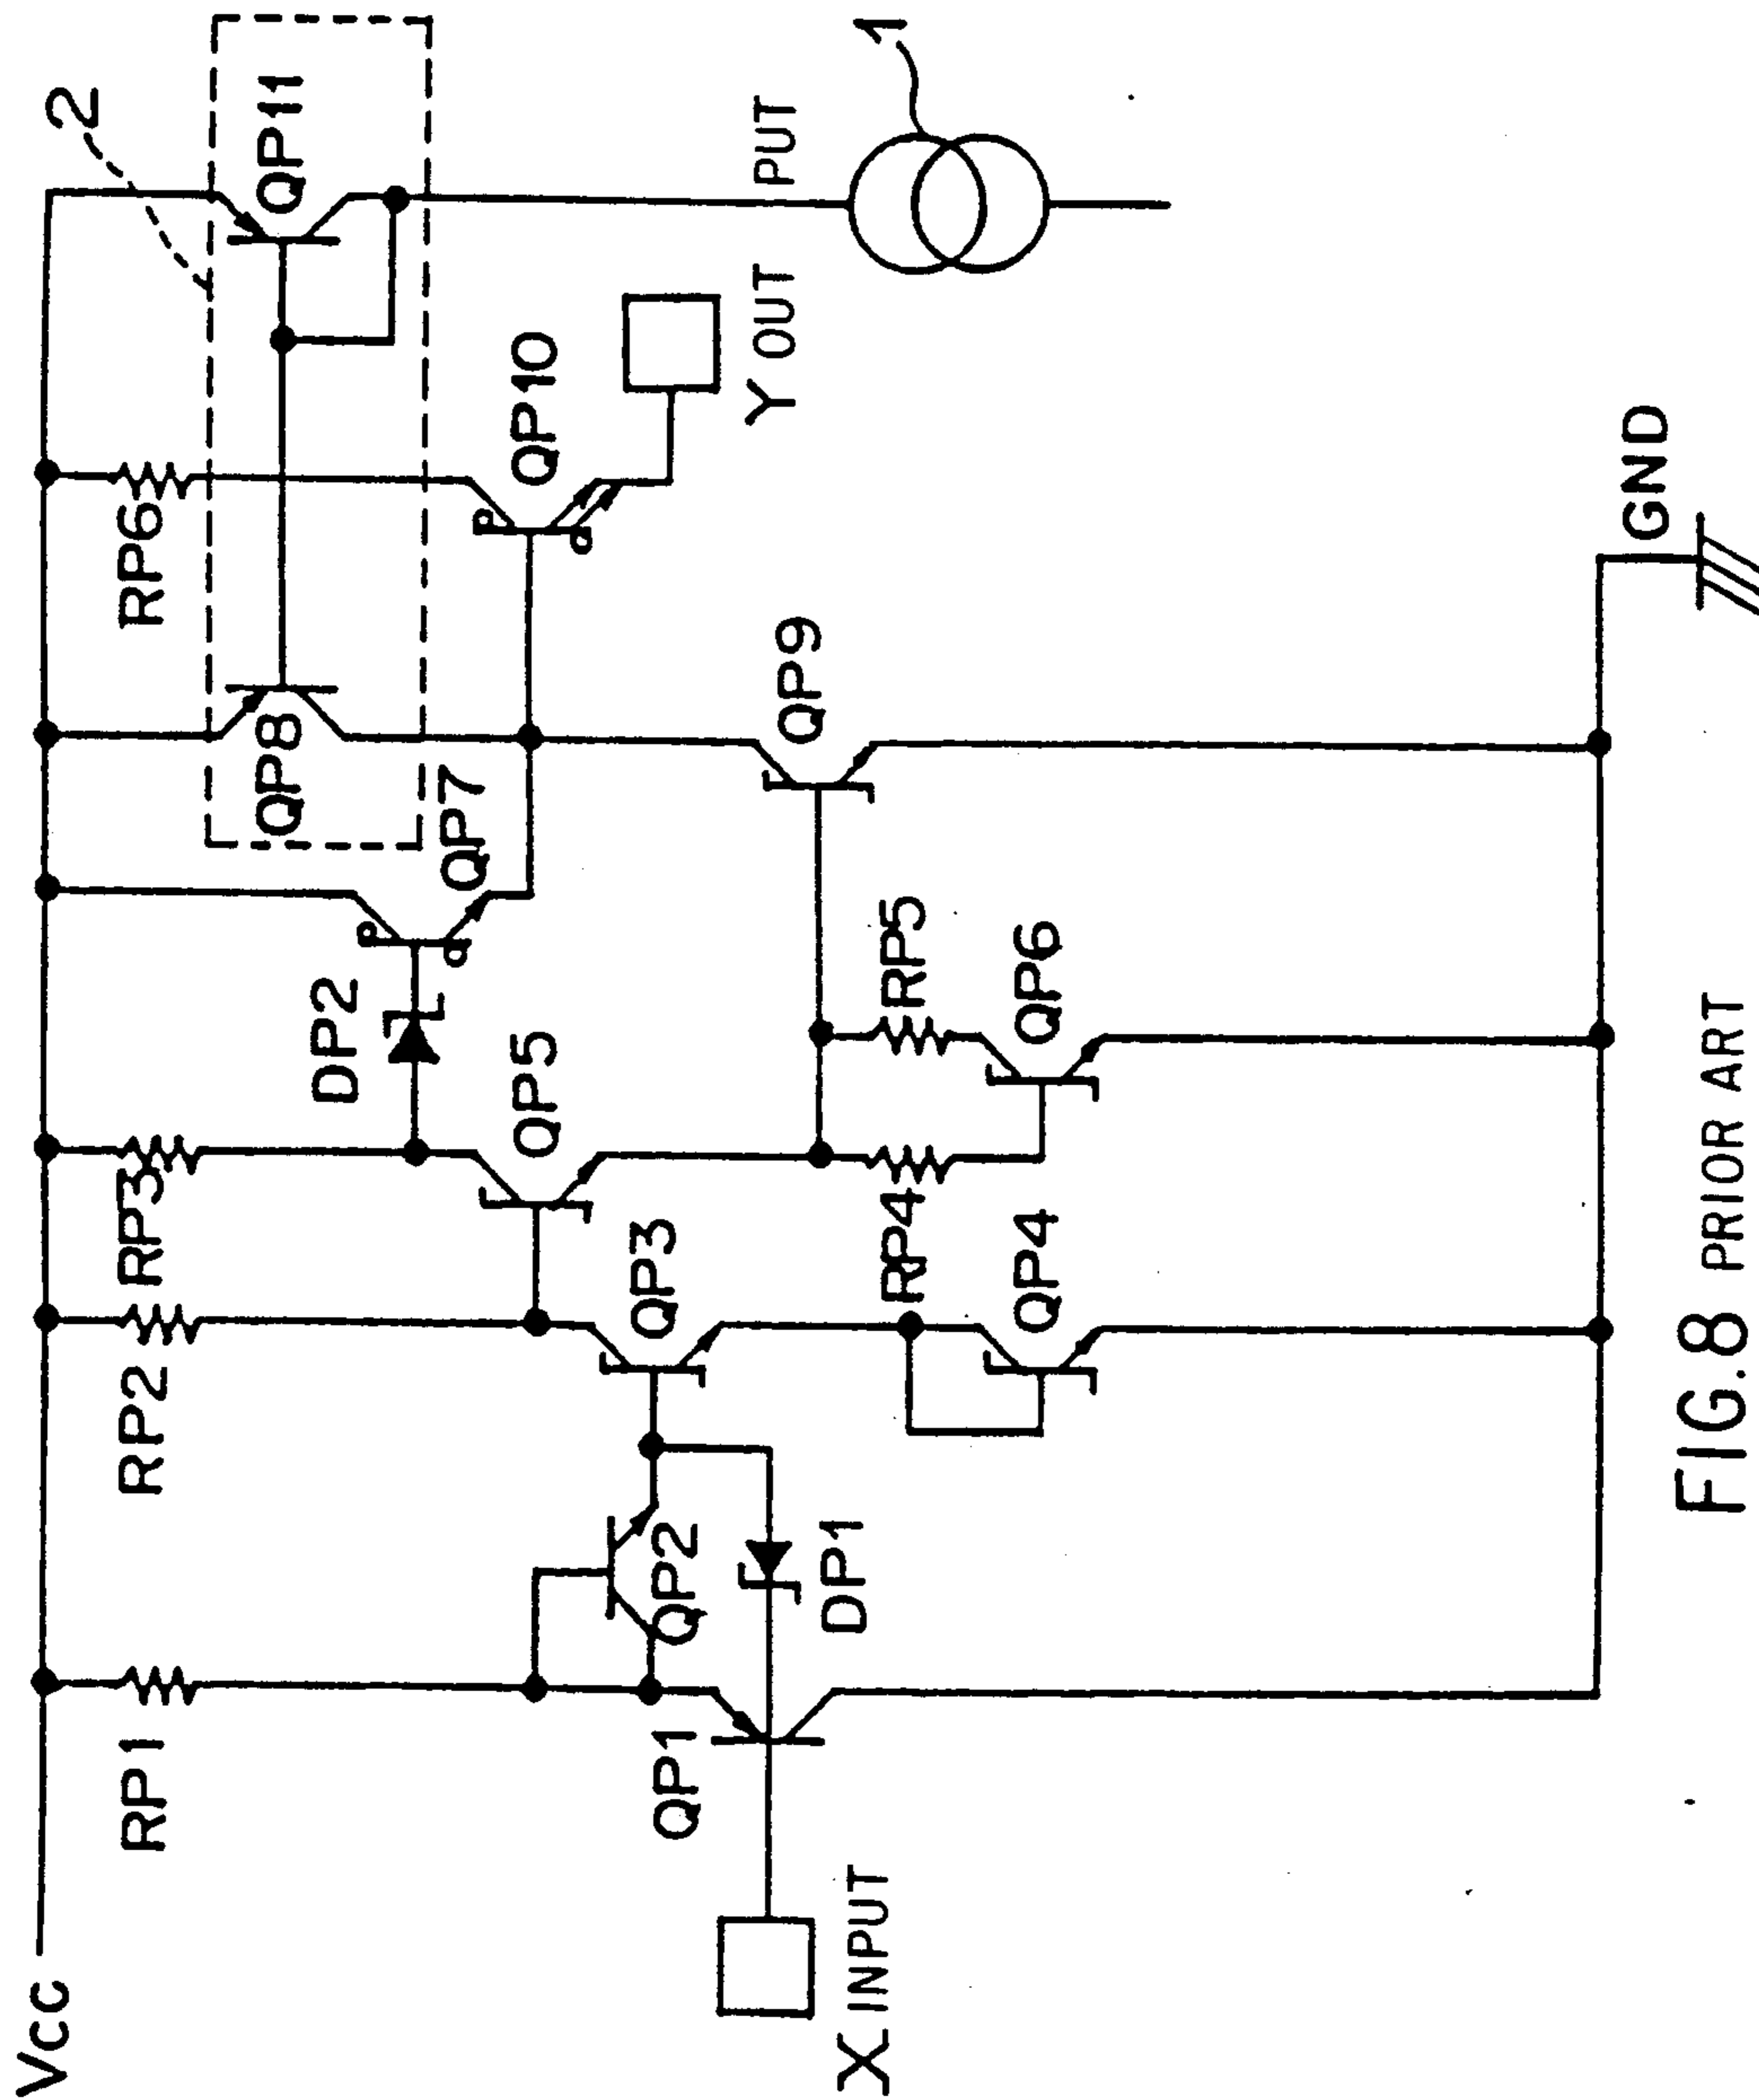 Vcc
RP1
RP2
RP3
RP6
2
QP11
QP8
QP7
QP10
DP2
QP5
QP3
QP2
QP1
DP1
X INPUT
RP4
QP4
RP5
QP6
QP9
Y OUT PUT
1
GND
FIG.8 PRIOR ART